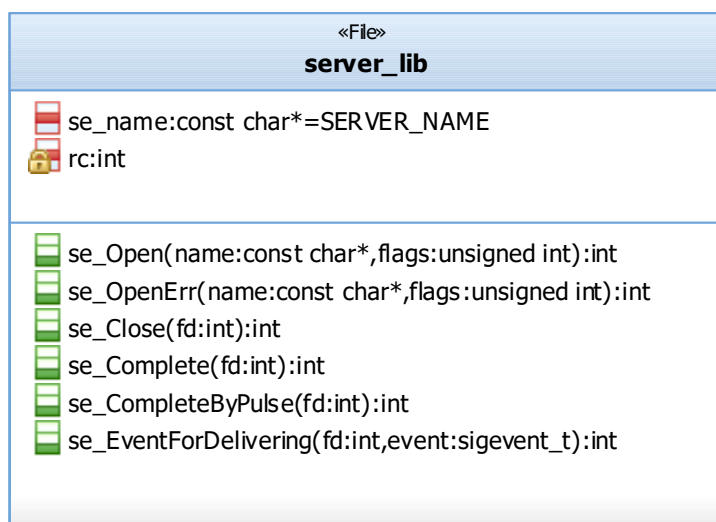 «File»
server_lib
se_name:const char*=SERVER_NAME
rc:int
se_Open(name:const char*,flags:unsigned int):int
se_OpenErr(name:const char*,flags:unsigned int):int
se_Close(fd:int):int
se_Complete(fd:int):int
se_CompleteByPulse(fd:int):int
se_EventForDelivering(fd:int,event:sigevent_t):int